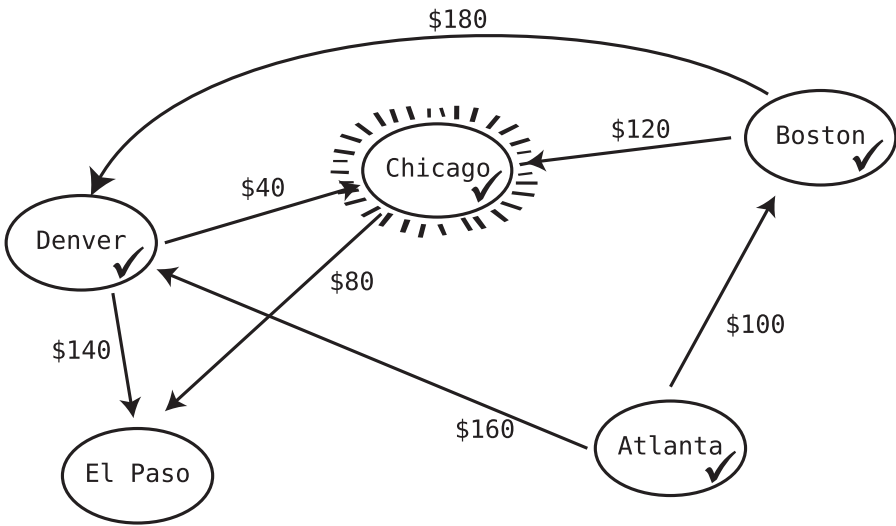 $180
Boston
$120
Chicago
$40
Denver
$80
$100
$140
$160
Atlanta
El Paso